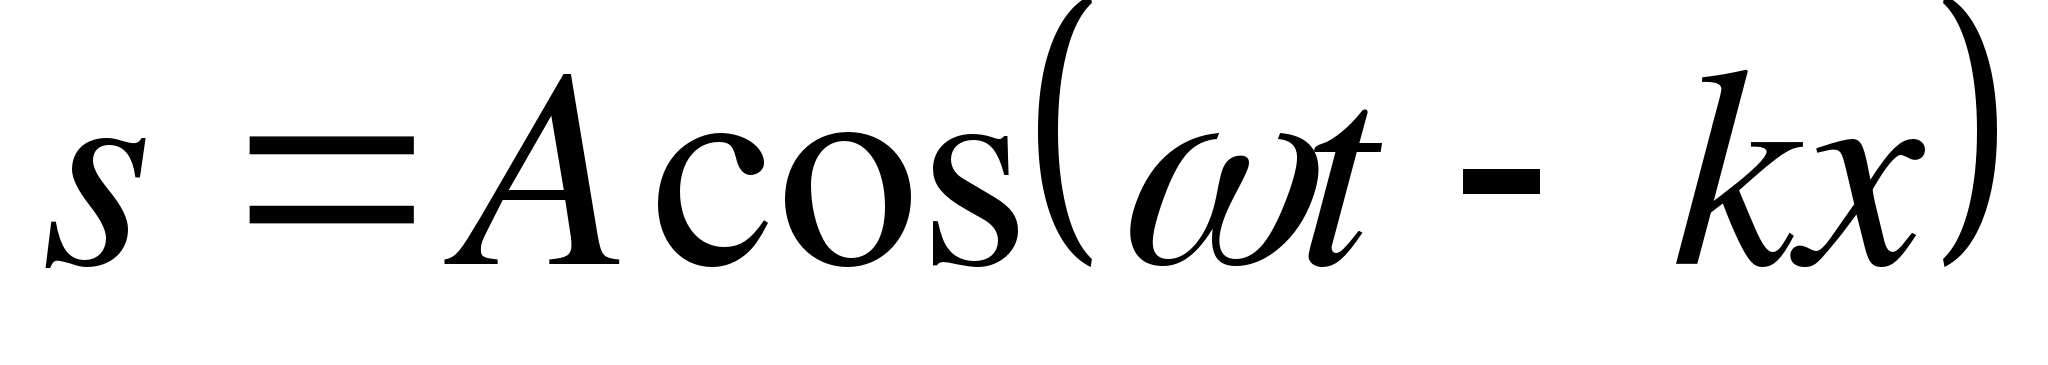 s = A cos(ωt - kx)